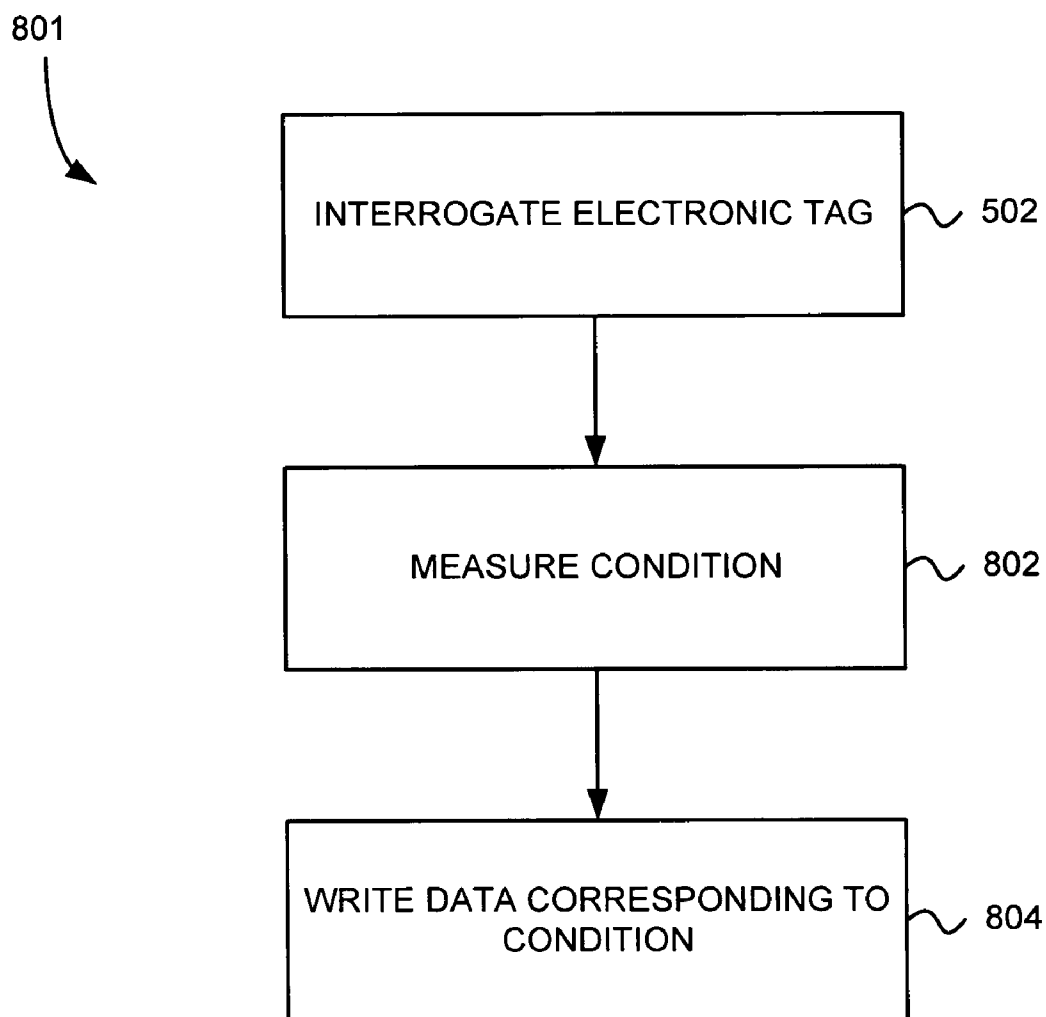 801
INTERROGATE ELECTRONIC TAG
502
MEASURE CONDITION
802
WRITE DATA CORRESPONDING TO
CONDITION
804